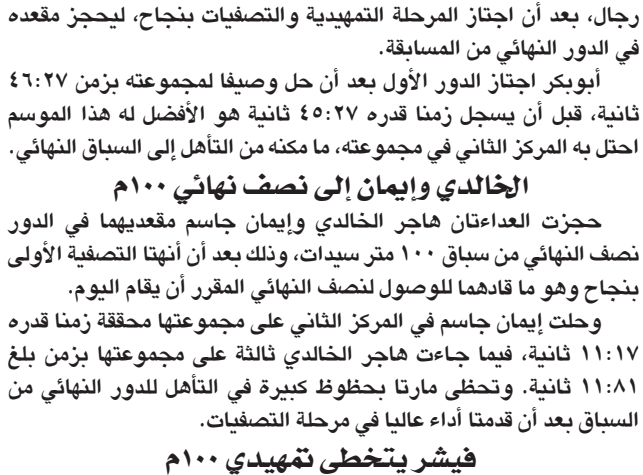 رجال، بعد أن اجتاز المرحلة التمهيدية والتصفيات بنجاح، ليحجز مقعده
في الدور النهائي من المسابقة.
أبوبكر اجتاز الدور الأول بعد أن حل وصيفا لمجموعته بزمن ٤٦:٢٧
ثانية، قبل أن يسجل زمنا قدره ٤٥:٢٧ ثانية هو الأفضل له هذا الموسم
احتل به المركز الثاني في مجموعته، ما مكنه من التأهل إلى السباق النهائي.
الخالدي وإيمان إلى نصف نهائي ١٠٠م
حجزت العداءتان هاجر الخالدي وإيمان جاسم مقعديهما في الدور
نصف النهائي من سباق ١٠٠ متر سيدات، وذلك بعد أن أنهتا التصفية الأولى
بنجاح وهو ما قادهما للوصول لنصف النهائي المقرر أن يقام اليوم.
وحلت إيمان جاسم في المركز الثاني على مجموعتها محققة زمنا قدره
١١:١٧ ثانية، فيما جاءت هاجر الخالدي ثالثة على مجموعتها بزمن بلغ
١١:٨١ ثانية. وتحظى مارتا بحظوظ كبيرة في التأهل للدور النهائي من
السباق بعد أن قدمتا أداء عاليا في مرحلة التصفيات.
فيشر يتخطى تمهيدي ١٠٠م